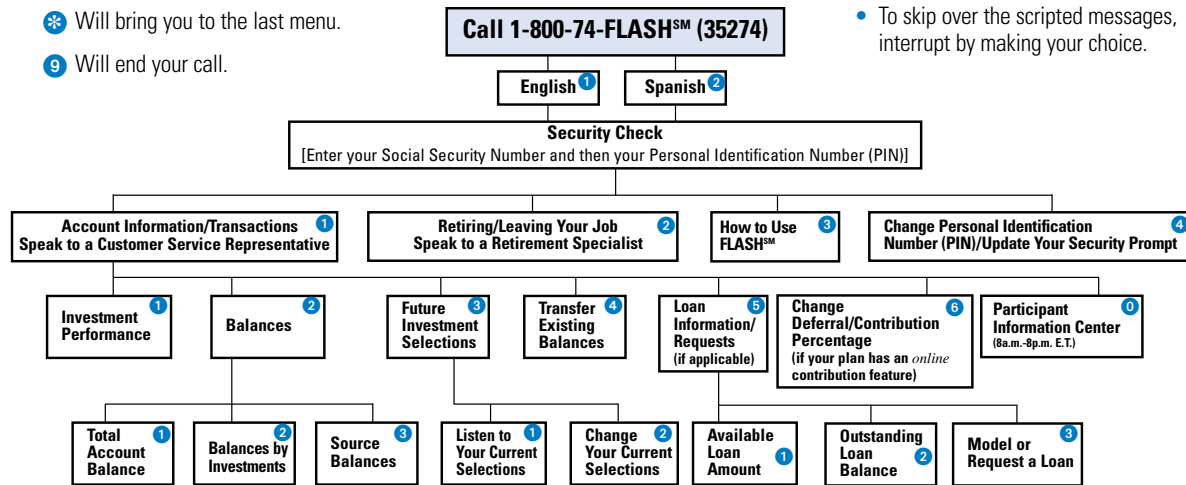 ✽ Will bring you to the last menu.
9 Will end your call.
Call 1-800-74-FLASH℠ (35274)
• To skip over the scripted messages,
interrupt by making your choice.
English 1
Spanish 2
Security Check
[Enter your Social Security Number and then your Personal Identification Number (PIN)]
Account Information/Transactions 1
Speak to a Customer Service Representative
Retiring/Leaving Your Job 2
Speak to a Retirement Specialist
How to Use 3
FLASH℠
Change Personal Identification 4
Number (PIN)/Update Your Security Prompt
Investment 1
Performance
Balances 2
Future 3
Investment
Selections
Transfer 4
Existing
Balances
Loan 5
Information/
Requests
(if applicable)
Change 6
Deferral/Contribution
Percentage
(if your plan has an online
contribution feature)
Participant 0
Information Center
(8a.m.-8p.m. E.T.)
Total 1
Account
Balance
Balances by 2
Investments
Source 3
Balances
Listen to 1
Your Current
Selections
Change 2
Your Current
Selections
Available
Loan
Amount 1
Outstanding
Loan 2
Balance
Model or 3
Request a Loan